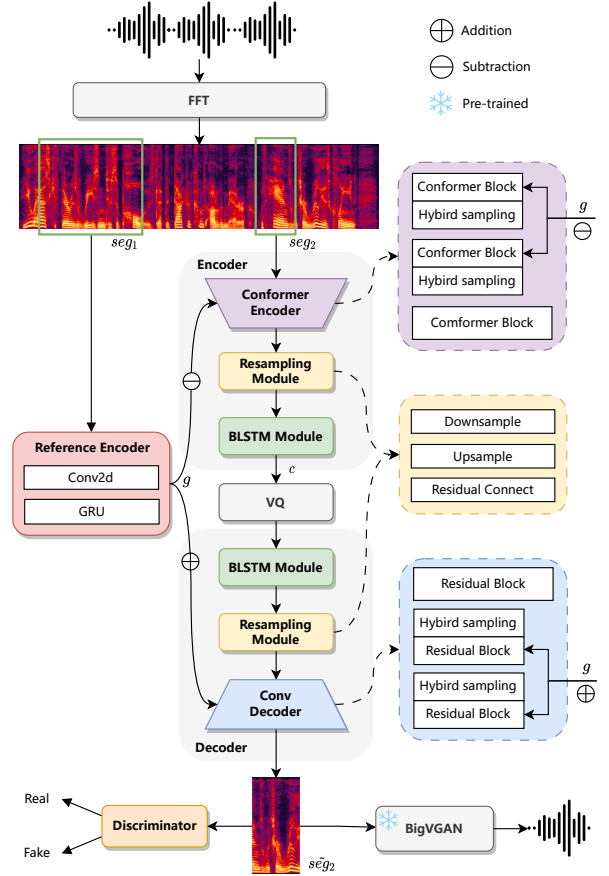 Addition
Subtraction
Pre-trained
FFT
seg₁
seg₂
Encoder
Conformer
Encoder
Resampling
Module
BLSTM Module
c
VQ
BLSTM Module
Resampling
Module
Conv
Decoder
Decoder
Reference Encoder
Conv2d
GRU
g
Conformer Block
Hybird sampling
Conformer Block
Hybird sampling
Comformer Block
g
Downsample
Upsample
Residual Connect
Residual Block
Hybird sampling
Residual Block
Hybird sampling
Residual Block
g
Real
Fake
Discriminator
seg̃₂
BigVGAN